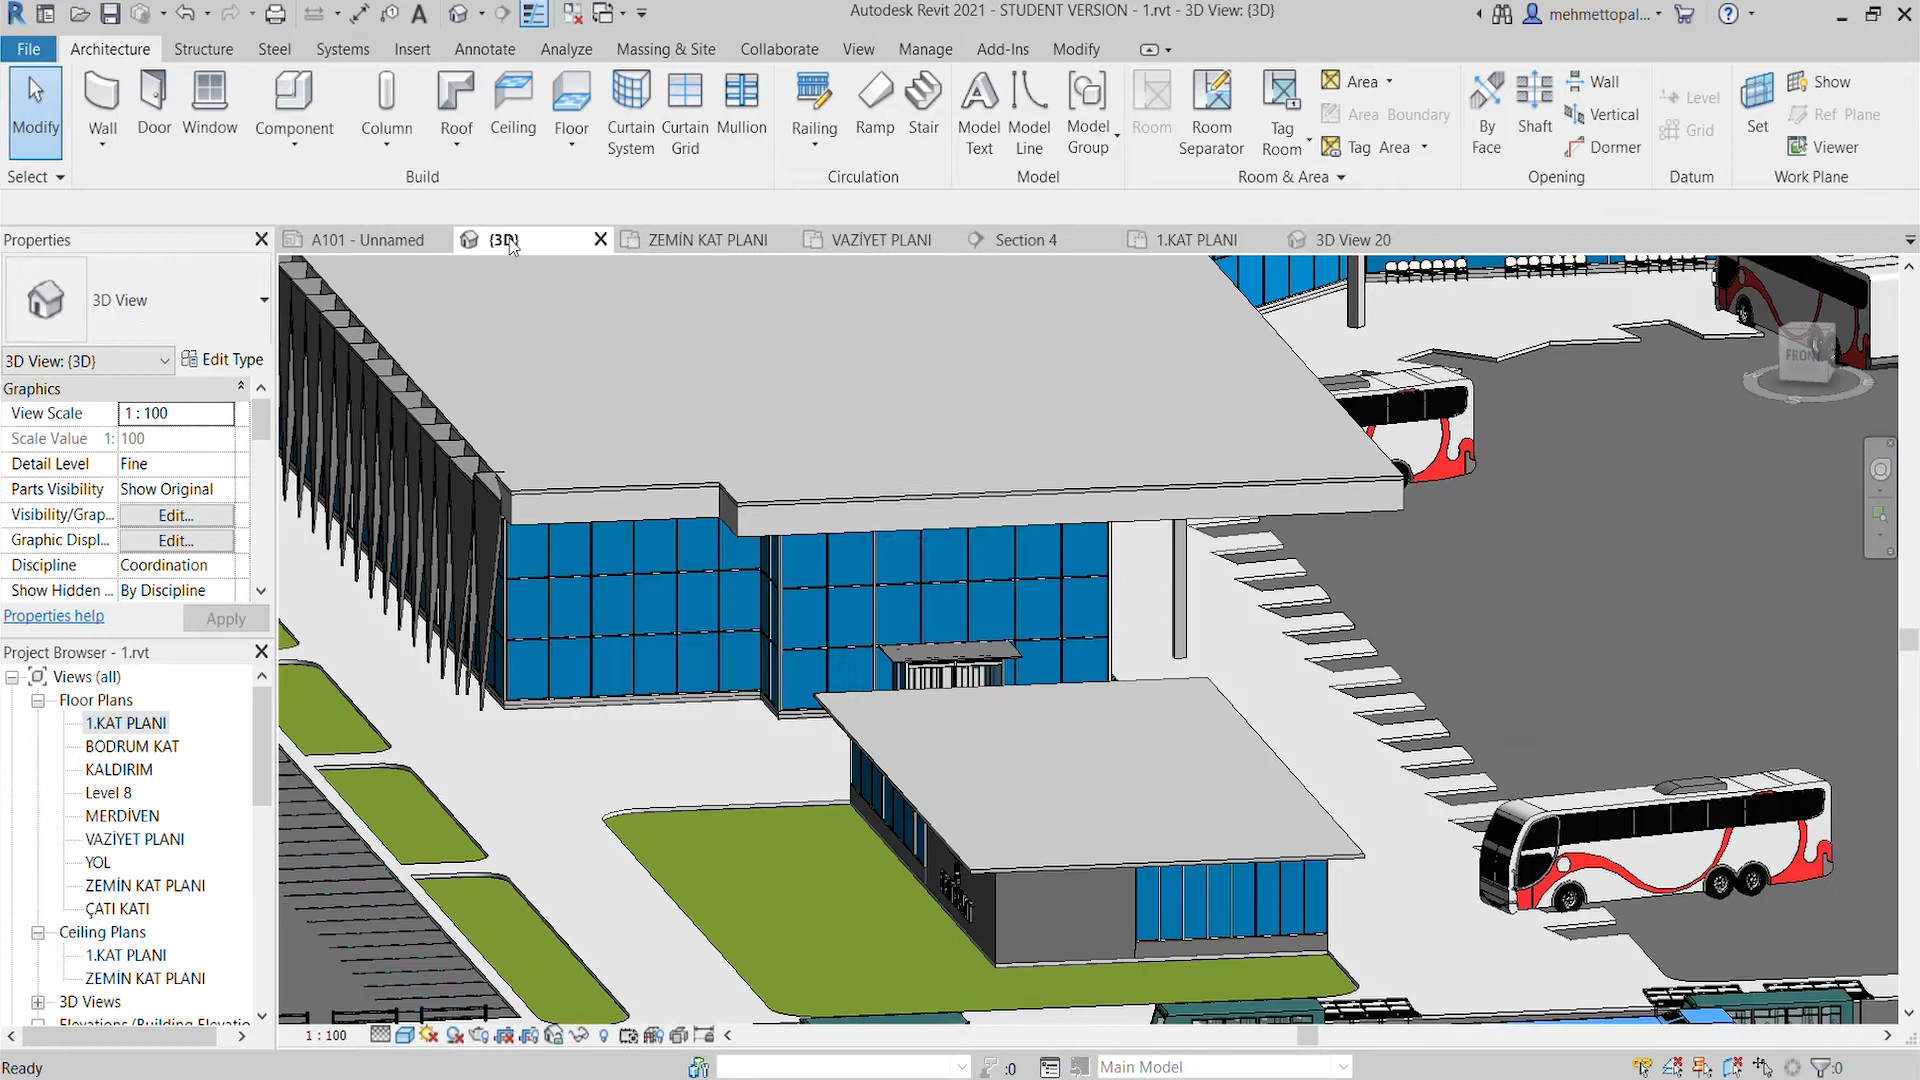 Autodesk Revit 2021 - STUDENT VERSION - 1.rvt - 3D View: {3D}
mehmettopal...
File Architecture Structure Steel Systems Insert Annotate Analyze Massing & Site Collaborate View Manage Add-Ins Modify
Modify
Wall
Door
Window
Component
Column
Roof
Ceiling
Floor
Curtain System
Curtain Grid
Mullion
Railing
Ramp
Stair
Model Text
Model Line
Model Group
Room
Room Separator
Tag Room
Area
Area Boundary
Tag Area
By Face
Shaft
Wall
Vertical
Dormer
Level
Grid
Set
Show
Ref Plane
Viewer
Select Build Circulation Model Room & Area Opening Datum Work Plane
Properties
A101 - Unnamed {3D} ZEMİN KAT PLANI VAZİYET PLANI Section 4 1.KAT PLANI 3D View 20
3D View
3D View: {3D} Edit Type
Graphics
View Scale 1 : 100
Scale Value 1: 100
Detail Level Fine
Parts Visibility Show Original
Visibility/Grap... Edit...
Graphic Displ... Edit...
Discipline Coordination
Show Hidden ... By Discipline
Properties help Apply
Project Browser - 1.rvt
Views (all)
Floor Plans
1.KAT PLANI
BODRUM KAT
KALDIRIM
Level 8
MERDİVEN
VAZİYET PLANI
YOL
ZEMİN KAT PLANI
ÇATI KATI
Ceiling Plans
1.KAT PLANI
ZEMİN KAT PLANI
3D Views
Elevations (Building Elevatio
FRONT
1 : 100
Ready
:0
Main Model
:0